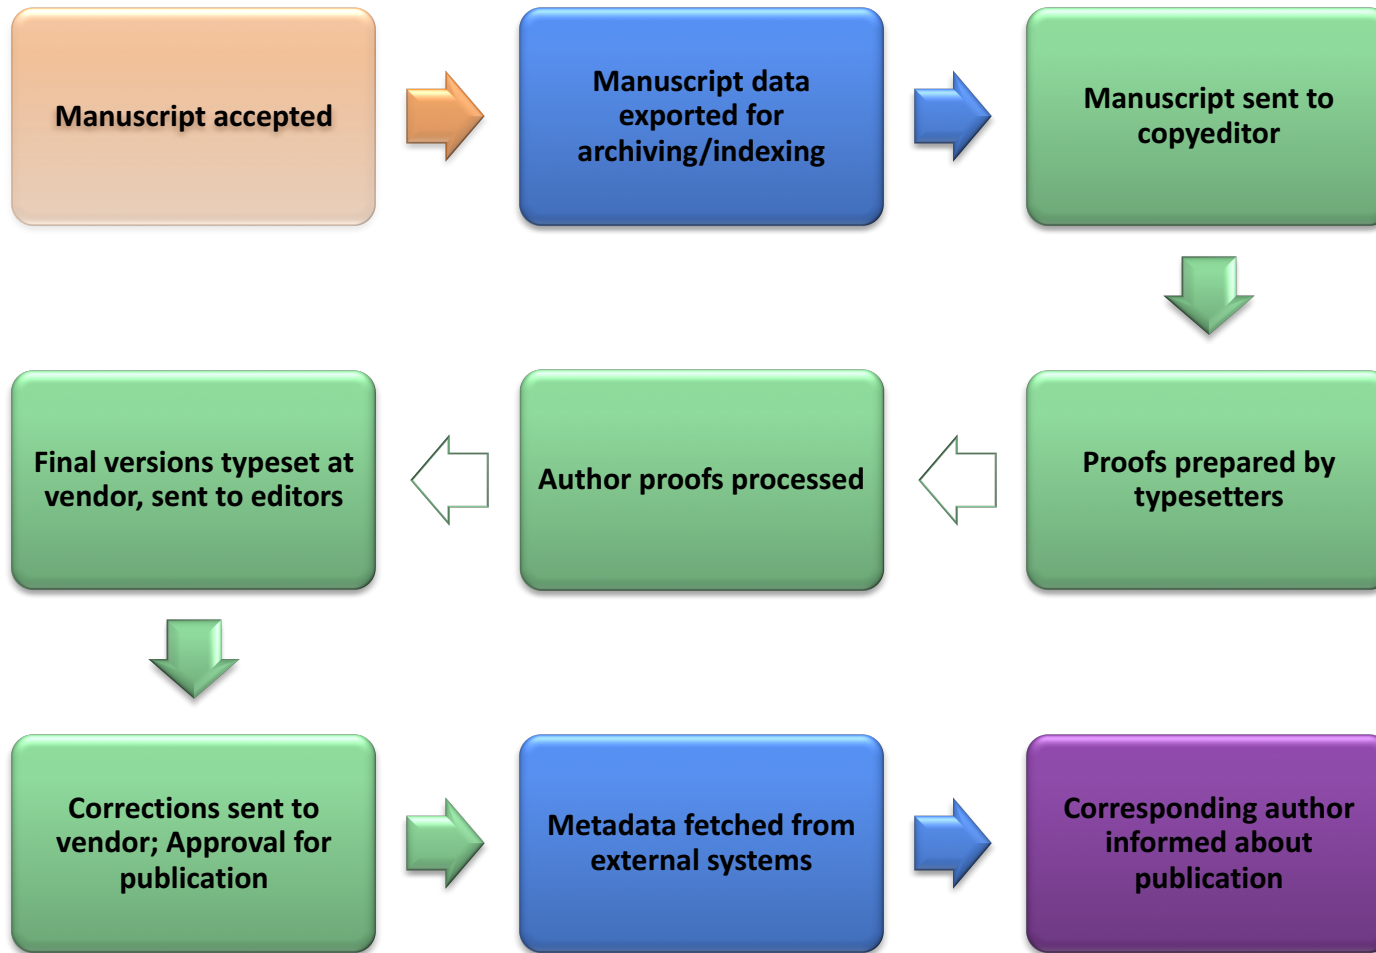 Manuscript accepted
Manuscript data
exported for
archiving/indexing
Manuscript sent to
copyeditor
Proofs prepared by
typesetters
Author proofs processed
Final versions typeset at
vendor, sent to editors
Corrections sent to
vendor; Approval for
publication
Metadata fetched from
external systems
Corresponding author
informed about
publication